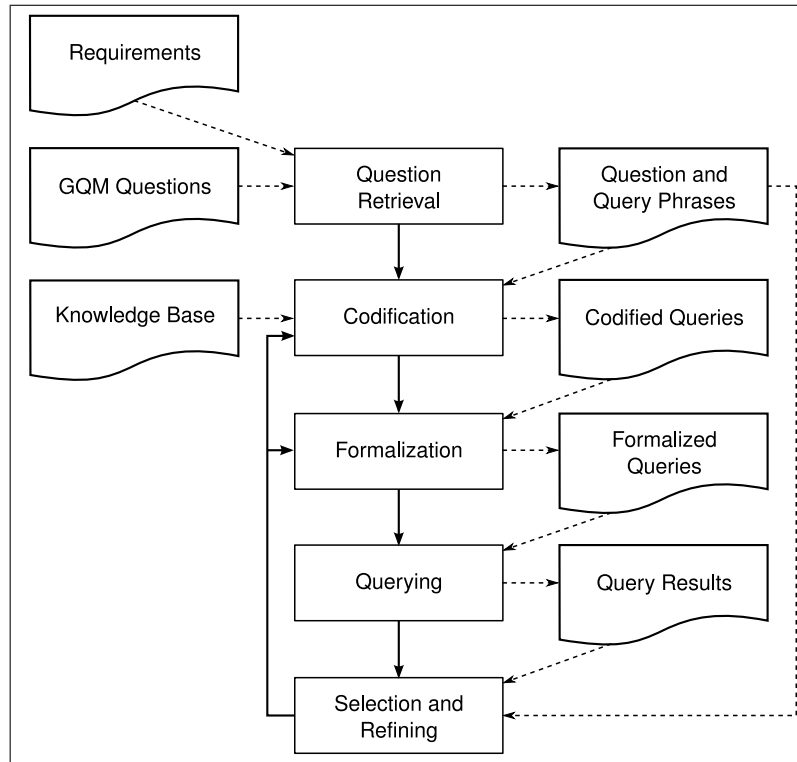 Requirements
GQM Questions
Question
Retrieval
Question and
Query Phrases
Knowledge Base
Codification
Codified Queries
Formalization
Formalized
Queries
Querying
Query Results
Selection and
Refining